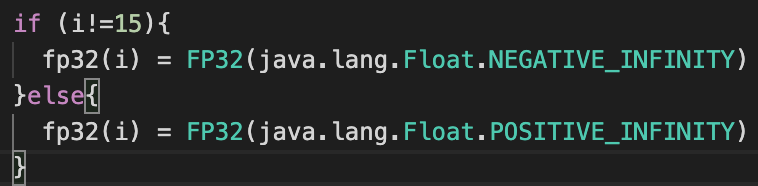 if (i!=15){
  fp32(i) = FP32(java.lang.Float.NEGATIVE_INFINITY)
}else{
  fp32(i) = FP32(java.lang.Float.POSITIVE_INFINITY)
}